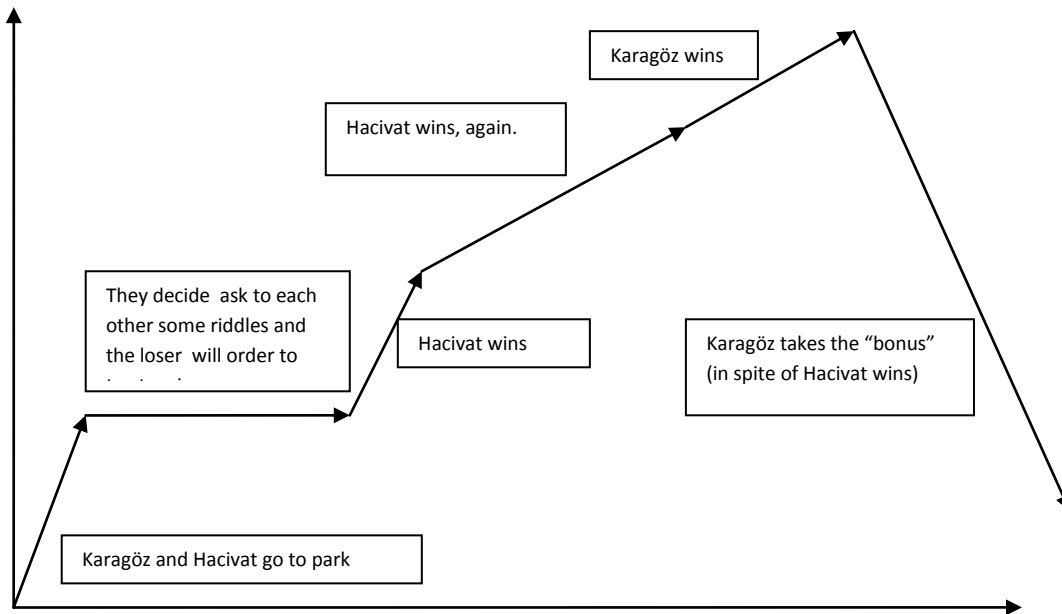 Karagöz wins
Hacivat wins, again.
They decide ask to each
other some riddles and
the loser will order to
Hacivat wins
Karagöz takes the “bonus”
(in spite of Hacivat wins)
Karagöz and Hacivat go to park